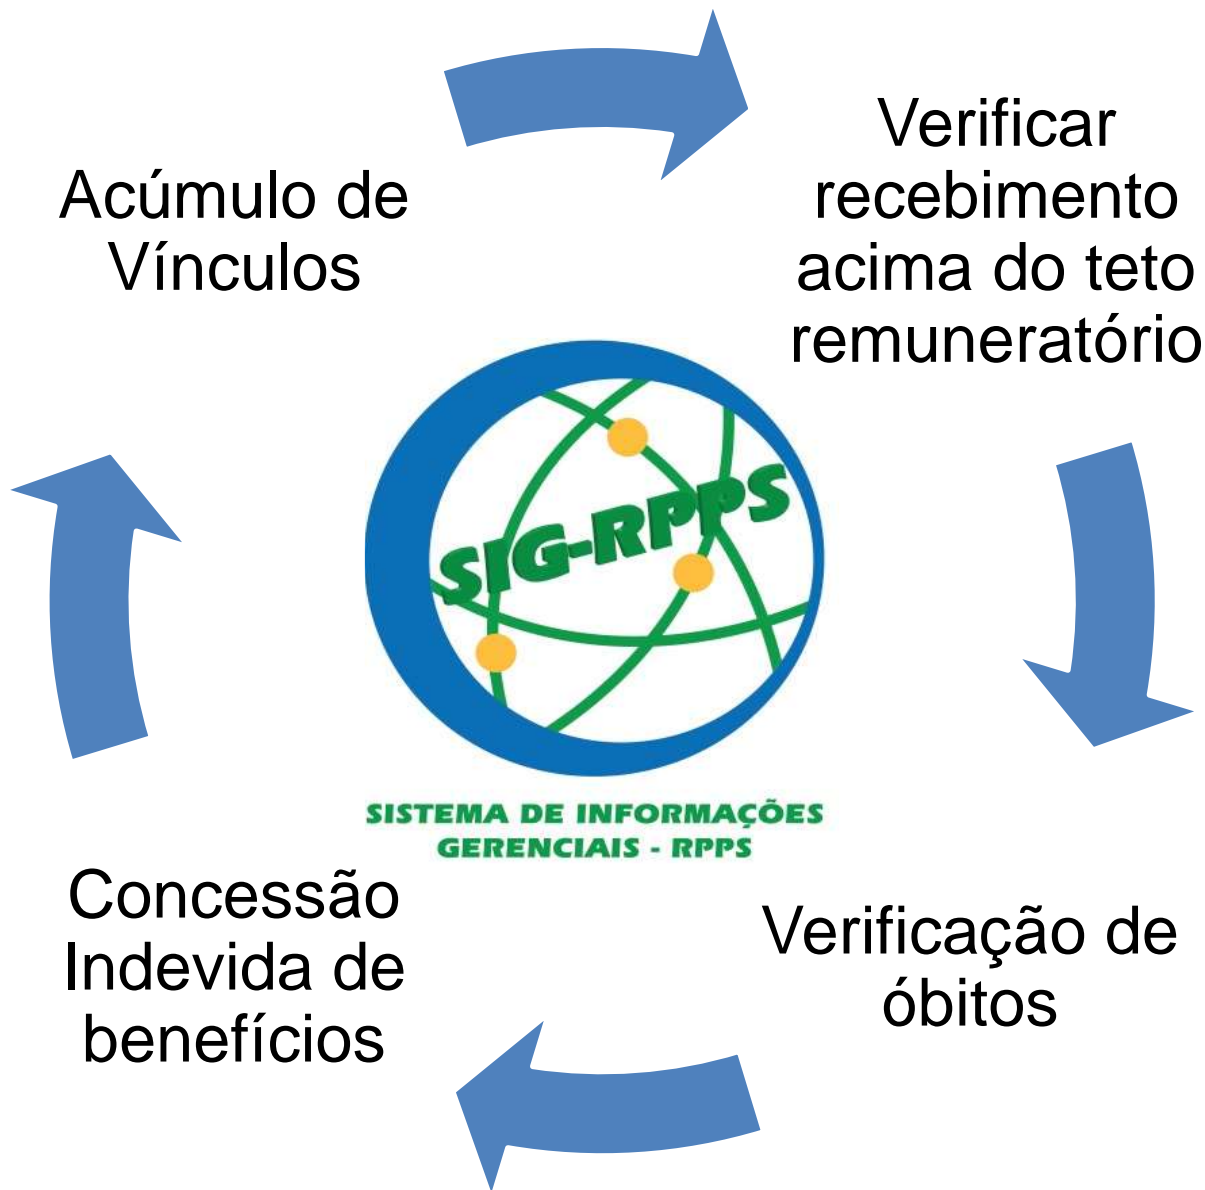 Acúmulo de
Vínculos
Verificar
recebimento
acima do teto
remuneratório
SIG-RPPS
SISTEMA DE INFORMAÇÕES
GERENCIAIS - RPPS
Concessão
Indevida de
benefícios
Verificação de
óbitos